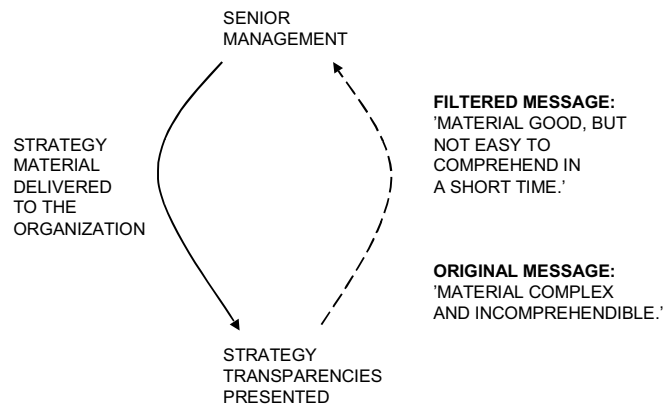 SENIOR
MANAGEMENT
FILTERED MESSAGE:
'MATERIAL GOOD, BUT
NOT EASY TO
COMPREHEND IN
A SHORT TIME.'
STRATEGY
MATERIAL
DELIVERED
TO THE
ORGANIZATION
ORIGINAL MESSAGE:
'MATERIAL COMPLEX
AND INCOMPREHENDIBLE.'
STRATEGY
TRANSPARENCIES
PRESENTED